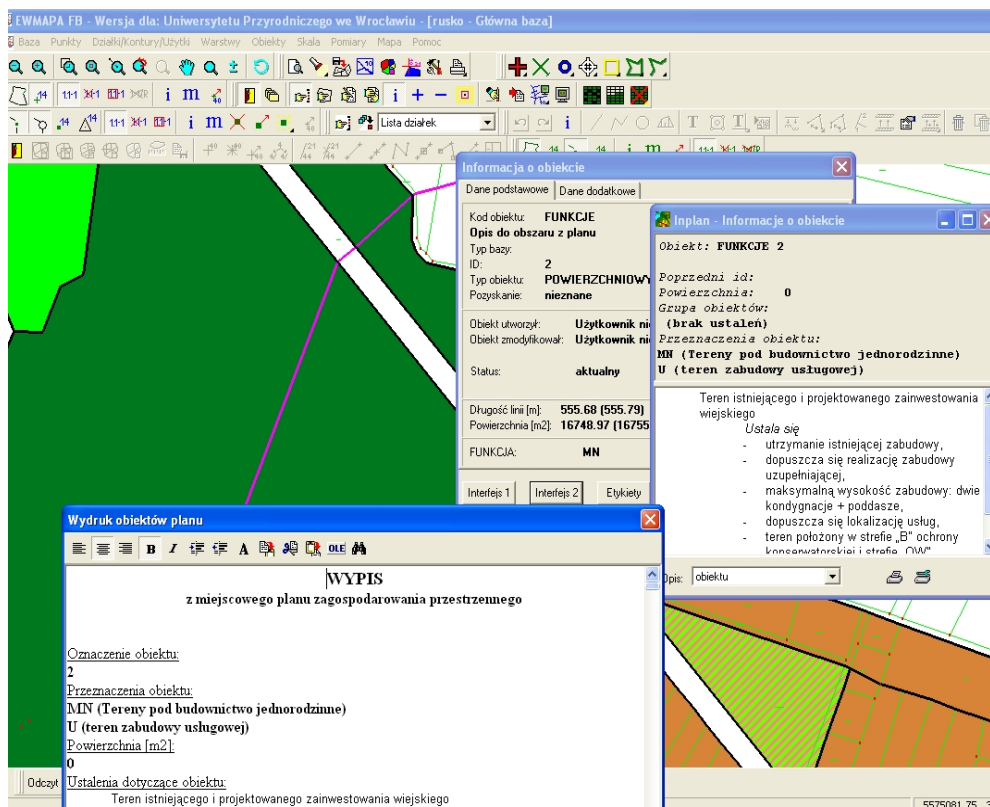 EWMAPA FB - Wersja dla: Uniwersytetu Przyrodniczego we Wrocławiu - [rusko - Główna baza]
Baza Punkty Działki/Kontury/Użytki Warstwy Obiekty Skala Pomiary Mapa Pomoc
Lista działek
Informacja o obiekcie
Dane podstawowe Dane dodatkowe
Kod obiektu: FUNKCJE
Opis do obszaru z planu
Typ bazy:
ID: 2
Typ obiektu: POWIERZCHNIOWY
Pozyskanie: nieznane
Obiekt utworzył: Użytkownik
Obiekt zmodyfikował: Użytkownik
Status: aktualny
Długość linii [m]: 555.68 (555.79)
Powierzchnia [m2]: 16748.97 (16755
FUNKCJA: MN
Interfejs 1 Interfejs 2 Etykiety
Inplan - Informacje o obiekcie
Obiekt: FUNKCJE 2
Poprzedni id:
Powierzchnia: 0
Grupa obiektów:
(brak ustaleń)
Przeznaczenia obiektu:
MN (Tereny pod budownictwo jednorodzinne)
U (teren zabudowy usługowej)
Teren istniejącego i projektowanego zainwestowania
wiejskiego
Ustala się
- utrzymanie istniejącej zabudowy,
- dopuszcza się realizację zabudowy
uzupełniającej,
- maksymalną wysokość zabudowy: dwie
kondygnacje + poddasze,
- dopuszcza się lokalizację usług,
- teren położony w strefie „B" ochrony
konserwatorskiej i strefie „OW"
Opis: obiektu
Wydruk obiektów planu
B I A OLE
WYPIS
z miejscowego planu zagospodarowania przestrzennego
Oznaczenie obiektu:
2
Przeznaczenia obiektu:
MN (Tereny pod budownictwo jednorodzinne)
U (teren zabudowy usługowej)
Powierzchnia [m2]:
0
Ustalenia dotyczące obiektu:
Teren istniejącego i projektowanego zainwestowania wiejskiego
Odczyt
5575081.75